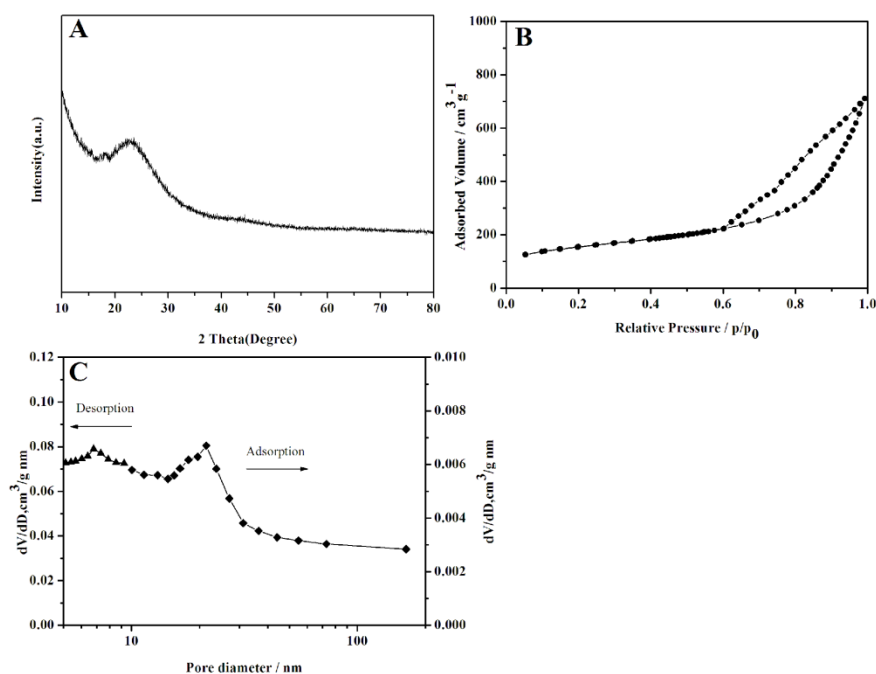 A
Intensity(a.u.)
10 20 30 40 50 60 70 80
2 Theta(Degree)
B
1000
800
600
400
200
0
Adsorbed Volume / cm³g⁻¹
0.0 0.2 0.4 0.6 0.8 1.0
Relative Pressure / p/p₀
C
0.12
0.10
0.08
0.06
0.04
0.02
0.00
dV/dD,cm³/g nm
Desorption
Adsorption
0.010
0.008
0.006
0.004
0.002
0.000
dV/dD,cm³/g nm
10 100
Pore diameter / nm